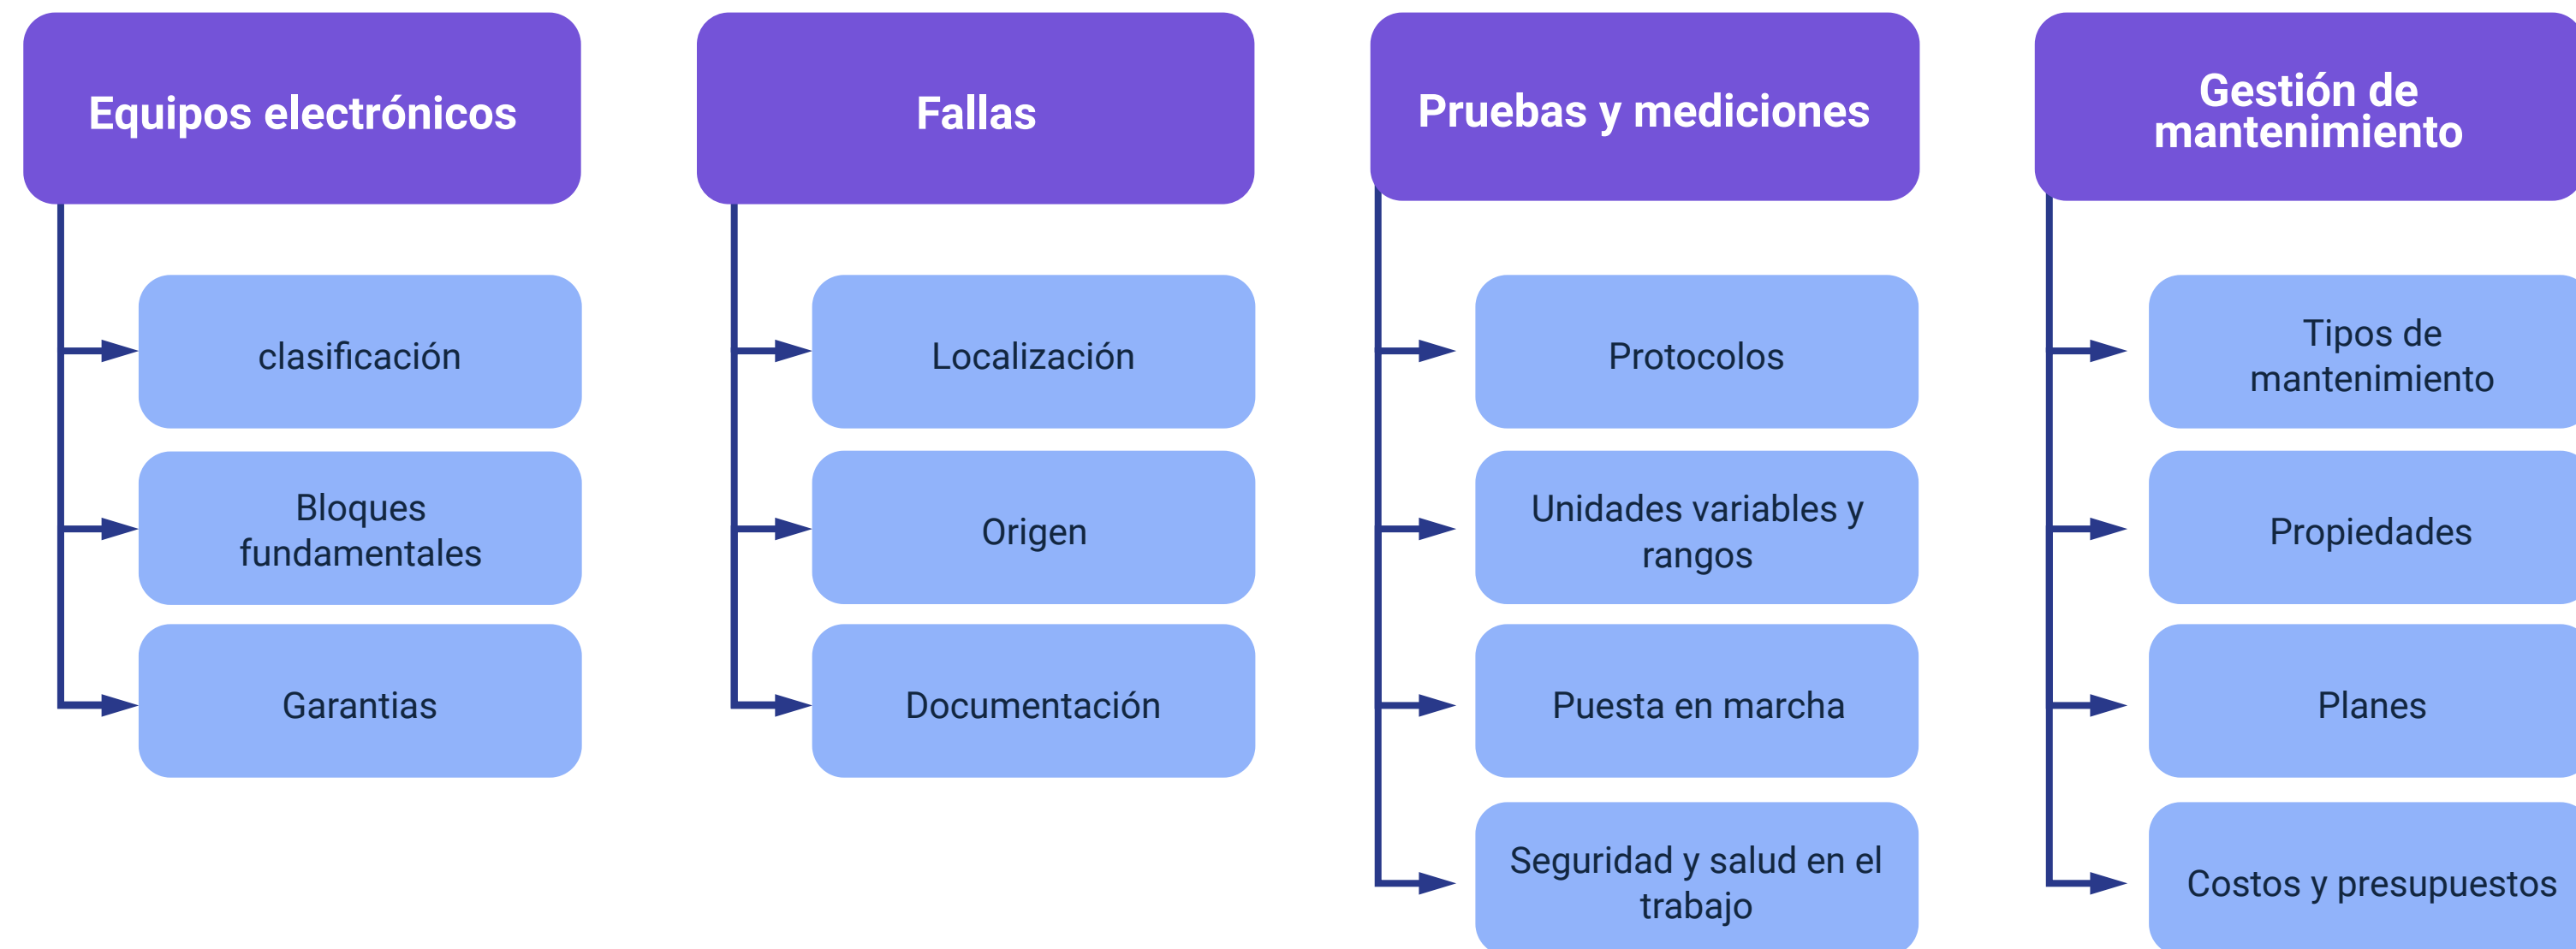 Equipos electrónicos
clasificación
Bloques
fundamentales
Garantias
Fallas
Localización
Origen
Documentación
Pruebas y mediciones
Protocolos
Unidades variables y
rangos
Puesta en marcha
Seguridad y salud en el
trabajo
Gestión de
mantenimiento
Tipos de
mantenimiento
Propiedades
Planes
Costos y presupuestos